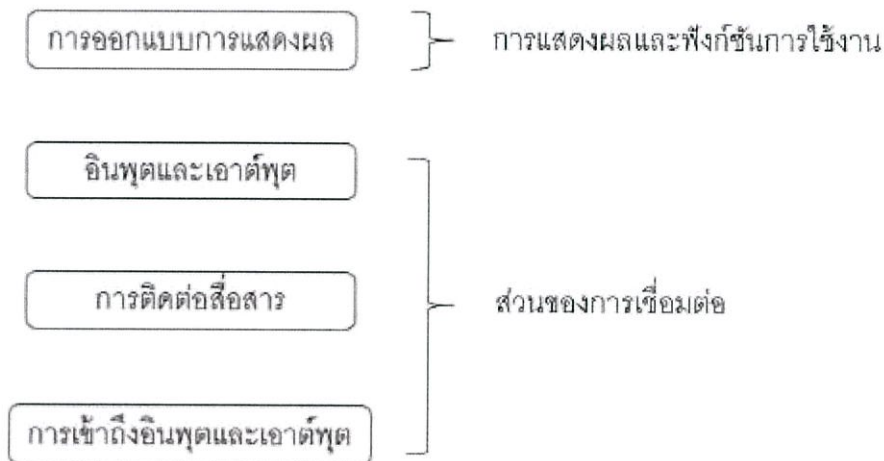 การออกแบบการแสดงผล
การแสดงผลและฟังก์ชันการใช้งาน
อินพุตและเอาต์พุต
การติดต่อสื่อสาร
ส่วนของการเชื่อมต่อ
การเข้าถึงอินพุตและเอาต์พุต